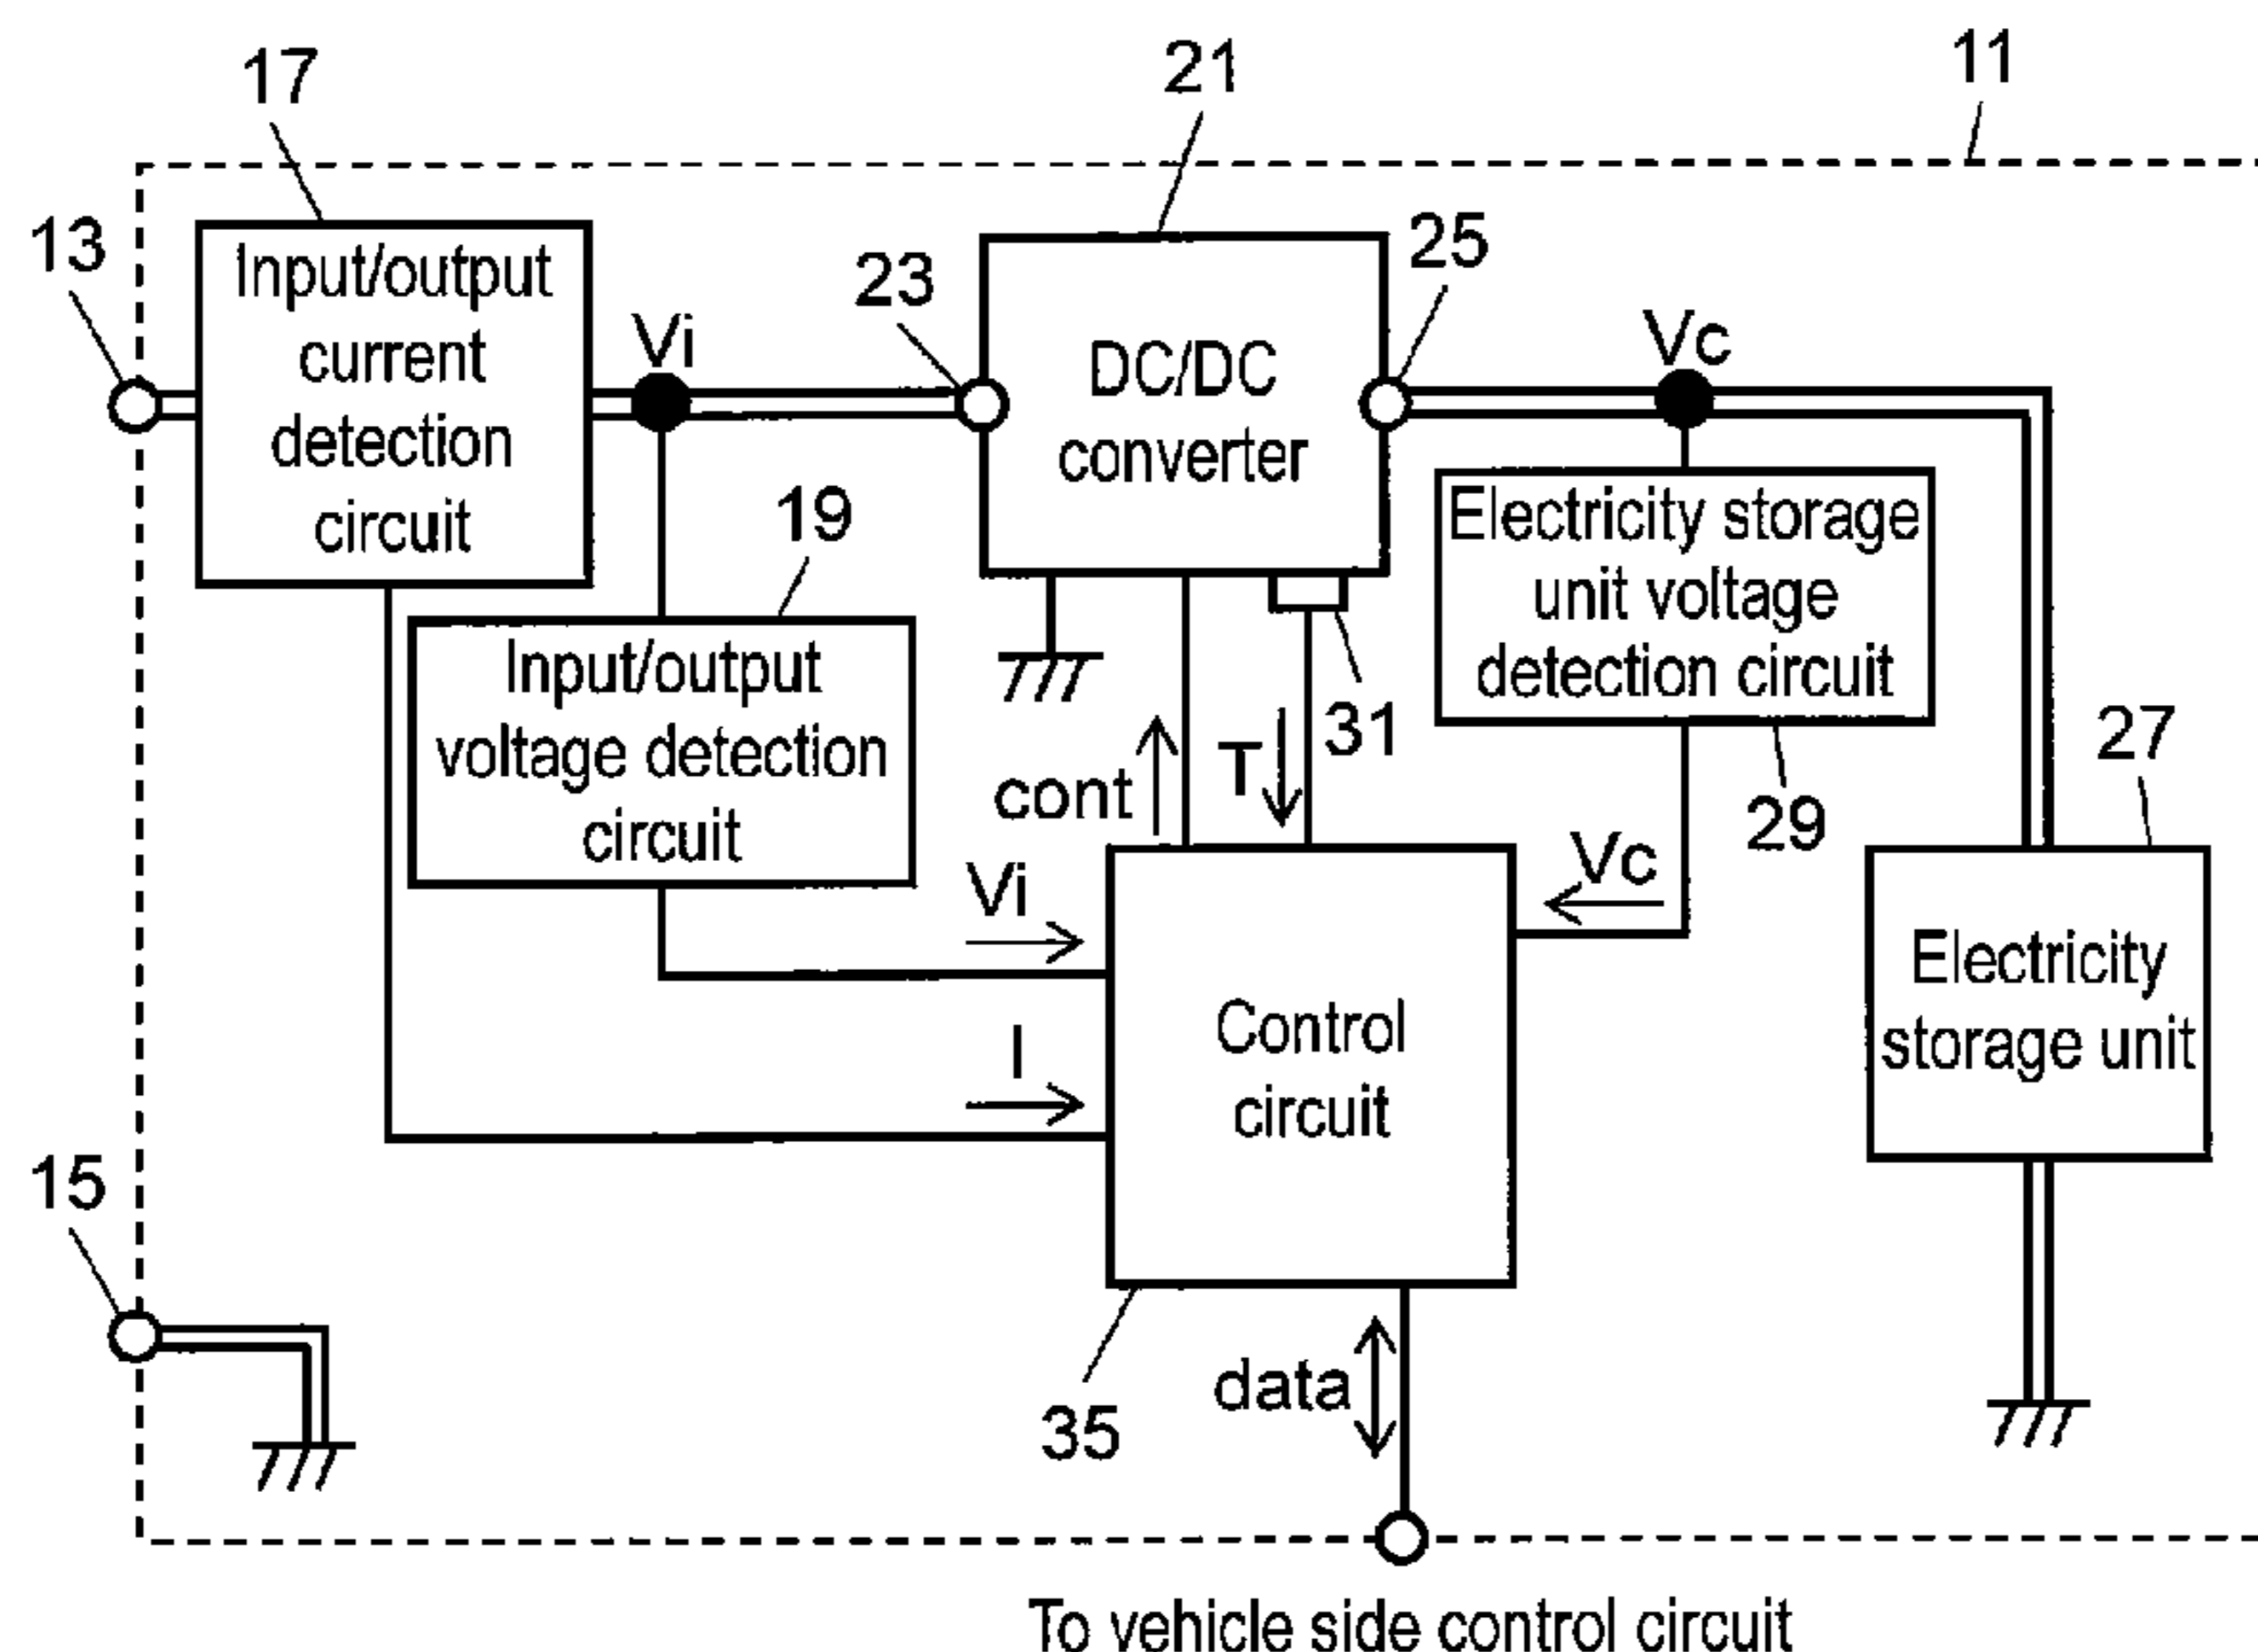 17
21
11
13
Input/output
current
detection
circuit
Vi
23
DC/DC
converter
25
Vc
19
Input/output
voltage detection
circuit
Electricity storage
unit voltage
detection circuit
31
29
27
cont
T
Vi
Vc
I
Control
circuit
Electricity
storage unit
15
35
data
To vehicle side control circuit